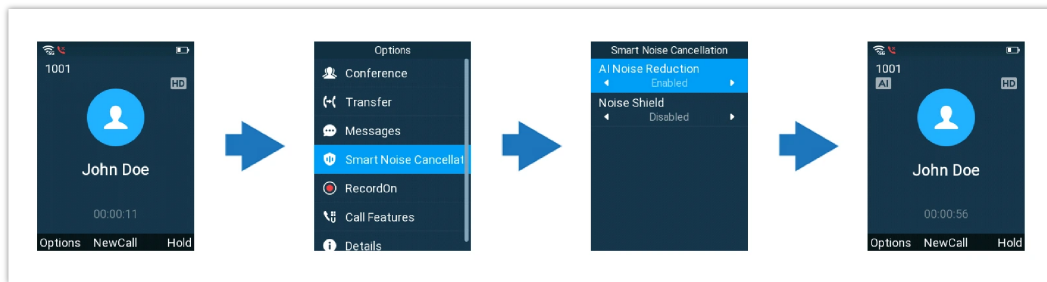 1001
HD
John Doe
00:00:11
Options NewCall Hold
Options
Conference
Transfer
Messages
Smart Noise Cancellat
RecordOn
Call Features
Details
Smart Noise Cancellation
AI Noise Reduction
Enabled
Noise Shield
Disabled
1001
AI HD
John Doe
00:00:56
Options NewCall Hold